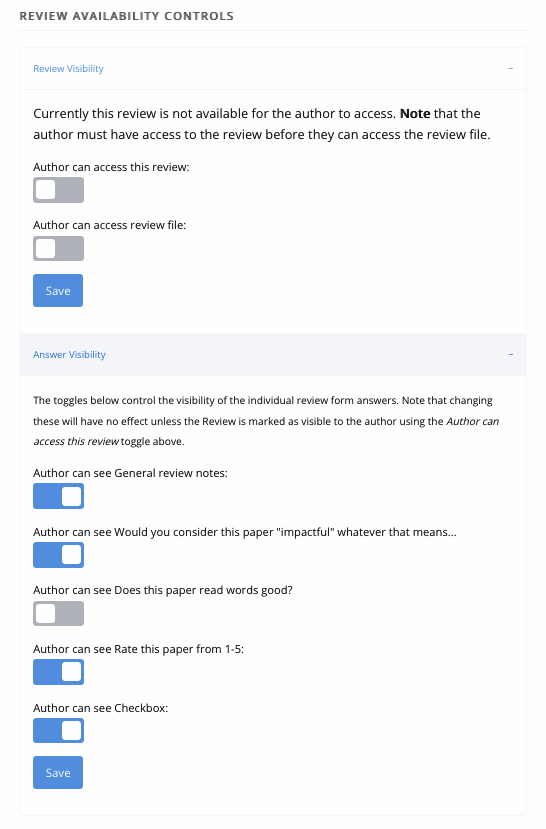 REVIEW AVAILABILITY CONTROLS
Review Visibility –
Currently this review is not available for the author to access. Note that the
author must have access to the review before they can access the review file.
Author can access this review:
Author can access review file:
Save
Answer Visibility –
The toggles below control the visibility of the individual review form answers. Note that changing
these will have no effect unless the Review is marked as visible to the author using the Author can
access this review toggle above.
Author can see General review notes:
Author can see Would you consider this paper "impactful" whatever that means...
Author can see Does this paper read words good?
Author can see Rate this paper from 1-5:
Author can see Checkbox:
Save